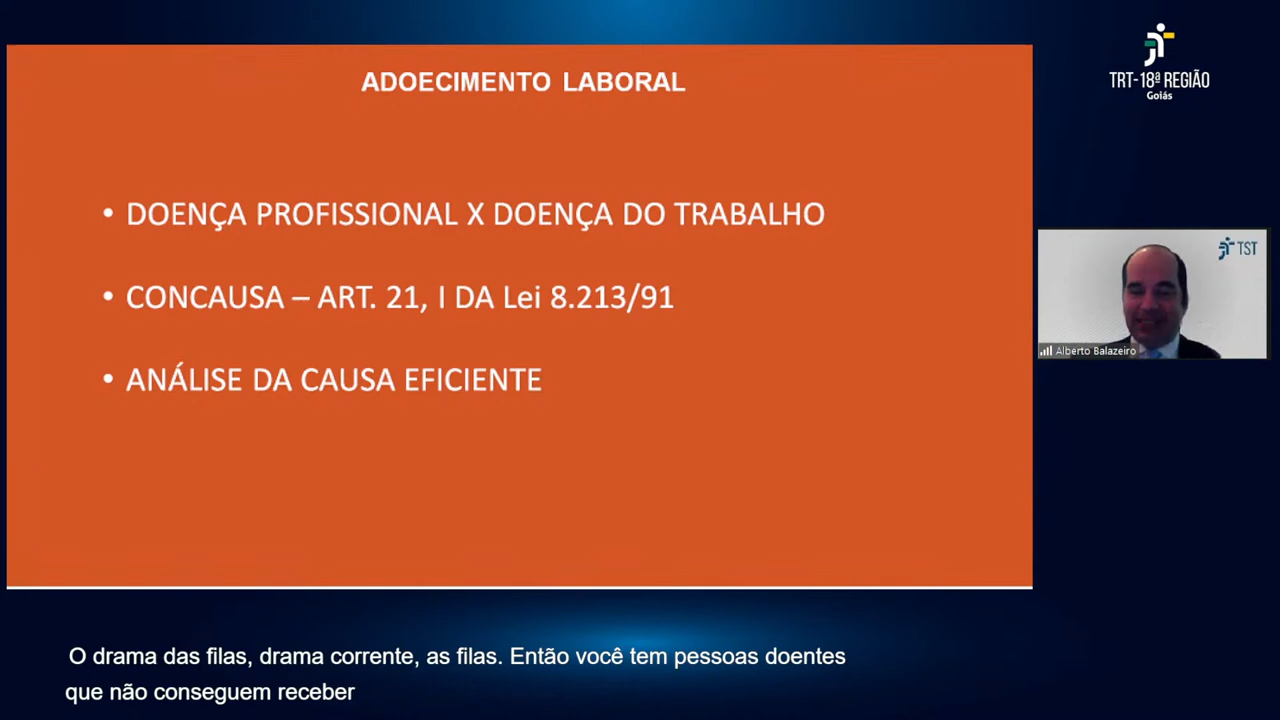 ADOECIMENTO LABORAL
• DOENÇA PROFISSIONAL X DOENÇA DO TRABALHO
• CONCAUSA – ART. 21, I DA Lei 8.213/91
• ANÁLISE DA CAUSA EFICIENTE
TRT-18ª REGIÃO
Goiás
TST
Alberto Balazeiro
O drama das filas, drama corrente, as filas. Então você tem pessoas doentes
que não conseguem receber